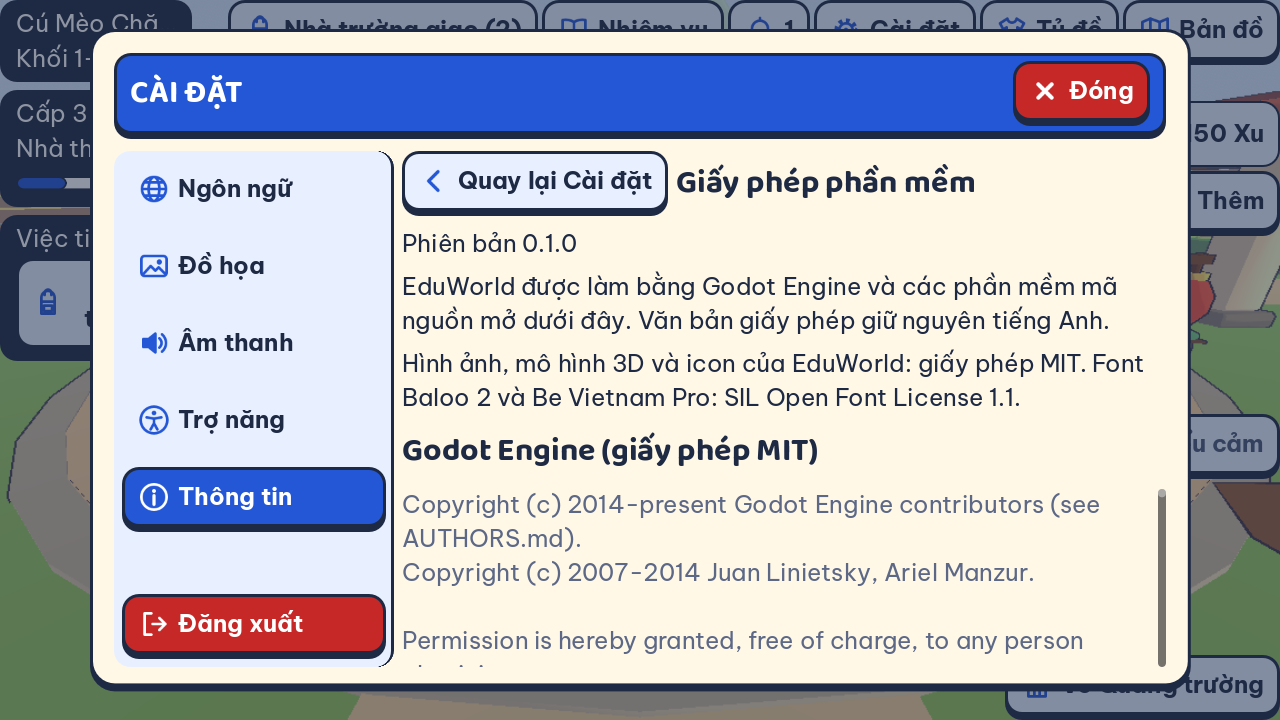 Cú Mèo Chă
Khối 1-
Cấp 3
Nhà th
Việc ti
Nhà trường giao (2)
Nhiệm vụ
1
Cài đặt
Tủ đồ
Bản đồ
50 Xu
Thêm
CÀI ĐẶT
Đóng
Ngôn ngữ
Đồ họa
Âm thanh
Trợ năng
Thông tin
Đăng xuất
Quay lại Cài đặt
Giấy phép phần mềm
Phiên bản 0.1.0
EduWorld được làm bằng Godot Engine và các phần mềm mã
nguồn mở dưới đây. Văn bản giấy phép giữ nguyên tiếng Anh.
Hình ảnh, mô hình 3D và icon của EduWorld: giấy phép MIT. Font
Baloo 2 và Be Vietnam Pro: SIL Open Font License 1.1.
Godot Engine (giấy phép MIT)
Copyright (c) 2014-present Godot Engine contributors (see
AUTHORS.md).
Copyright (c) 2007-2014 Juan Linietsky, Ariel Manzur.
Permission is hereby granted, free of charge, to any person
cảm
trường